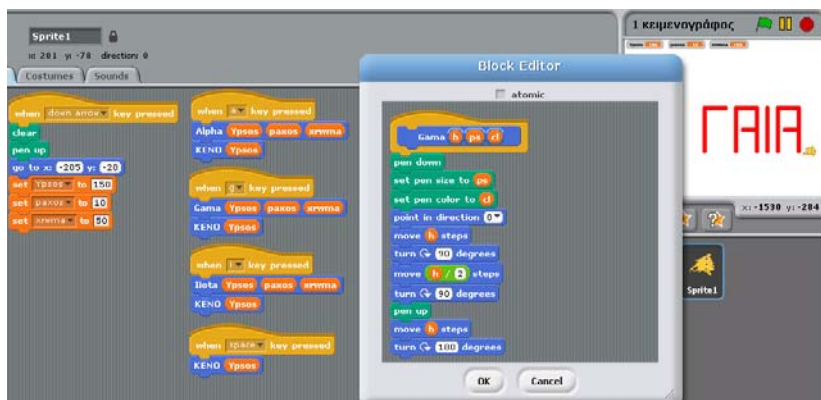 Sprite1
x: 201 y: -78 direction: 0
Costumes Sounds
when down arrow key pressed
clear
pen up
go to x: -205 y: -20
set Ypsos to 150
set paxos to 10
set xrwma to 50
when a key pressed
Alpha Ypsos paxos xrwma
KENO Ypsos
when g key pressed
Gama Ypsos paxos xrwma
KENO Ypsos
when i key pressed
Iiota Ypsos paxos xrwma
KENO Ypsos
when space key pressed
KENO Ypsos
Block Editor
atomic
Gama h ps cl
pen down
set pen size to ps
set pen color to cl
point in direction 0
move h steps
turn 90 degrees
move h / 2 steps
turn 90 degrees
pen up
move h steps
turn 180 degrees
OK Cancel
1 κειμενογράφος
ΓΑΙΑ
x: -1530 y: -284
Sprite1